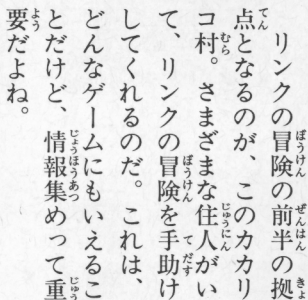 リンクの冒険の前半の拠
点となるのが、このカカリ
コ村。さまざまな住人がい
て、リンクの冒険を手助け
してくれるのだ。これは、
どんなゲームにもいえるこ
とだけど、情報集めって重
要だよね。